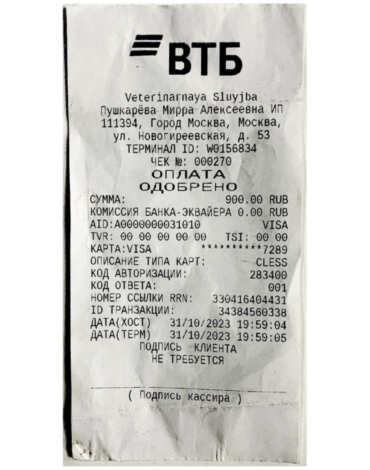 ВТБ
Veterinarnaya Sluyjba
Пушкарёва Мирра Алексеевна ИП
111394, Город Москва, Москва,
ул. Новогиреевская, д. 53
ТЕРМИНАЛ ID: W0156834
ЧЕК №: 000270
ОПЛАТА
ОДОБРЕНО
СУММА: 900.00 RUB
КОМИССИЯ БАНКА-ЭКВАЙЕРА 0.00 RUB
AID:A0000000031010 VISA
TVR: 00 00 00 00 00 TSI: 00 00
КАРТА:VISA **********7289
ОПИСАНИЕ ТИПА КАРТ: CLESS
КОД АВТОРИЗАЦИИ: 283400
КОД ОТВЕТА: 001
НОМЕР ССЫЛКИ RRN: 330416404431
ID ТРАНЗАКЦИИ: 34384560338
ДАТА(ХОСТ) 31/10/2023 19:59:04
ДАТА(ТЕРМ) 31/10/2023 19:59:05
ПОДПИСЬ КЛИЕНТА
НЕ ТРЕБУЕТСЯ
( Подпись кассира )